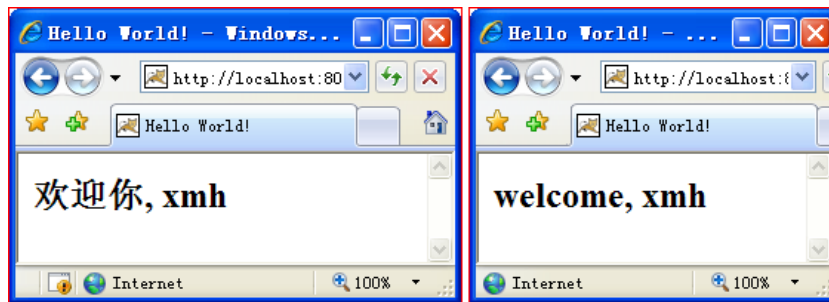 Hello World! - Windows...
http://localhost:80
Hello World!
欢迎你, xmh
Internet
100%
Hello World! - ...
http://localhost:8
Hello World!
welcome, xmh
Internet
100%